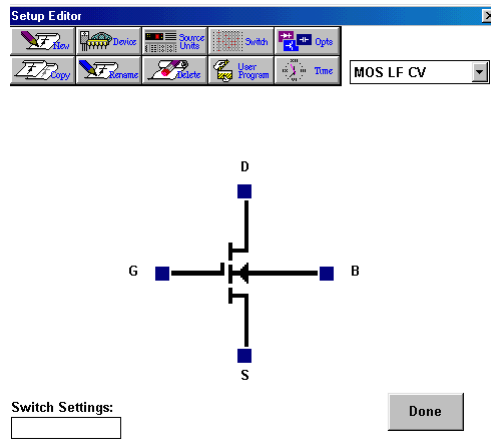 Setup Editor
New Device Source Units Switch Opts
Copy Rename Delete User Program Time
MOS LF CV
D
G
B
S
Switch Settings:
Done